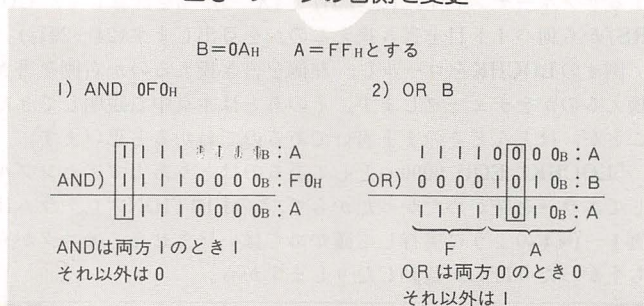 B=0AH A=FFHとする
1) AND 0F0H
1 1 1 1 1 1 1 1B : A
AND) 1 1 1 1 0 0 0 0B : F0H
1 1 1 1 0 0 0 0B : A
ANDは両方1のとき1
それ以外は0
2) OR B
1 1 1 1 0 0 0 0B : A
OR) 0 0 0 0 1 0 1 0B : B
1 1 1 1 1 0 1 0B : A
F A
ORは両方0のとき0
それ以外は1